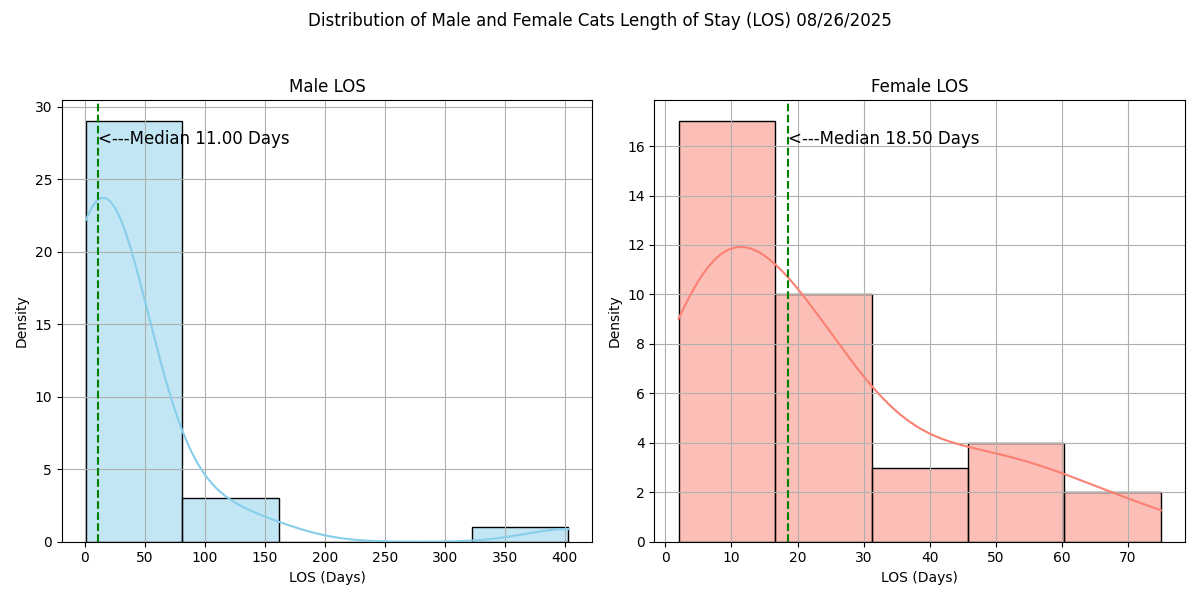 Distribution of Male and Female Cats Length of Stay (LOS) 08/26/2025
Male LOS
Density
30
25
20
15
10
5
0
<---Median 11.00 Days
0 50 100 150 200 250 300 350 400
LOS (Days)
Female LOS
Density
16
14
12
10
8
6
4
2
0
<---Median 18.50 Days
0 10 20 30 40 50 60 70
LOS (Days)